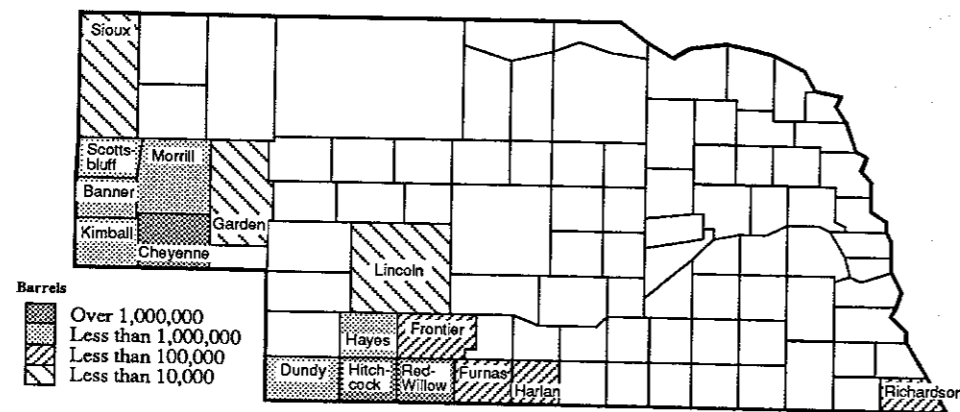 Sioux
Scotts-
bluff
Morrill
Banner
Garden
Kimball
Cheyenne
Lincoln
Barrels
Over 1,000,000
Less than 1,000,000
Less than 100,000
Less than 10,000
Hayes
Frontier
Dundy
Hitch-
cock
Red-
Willow
Furnas
Harlan
Richardson